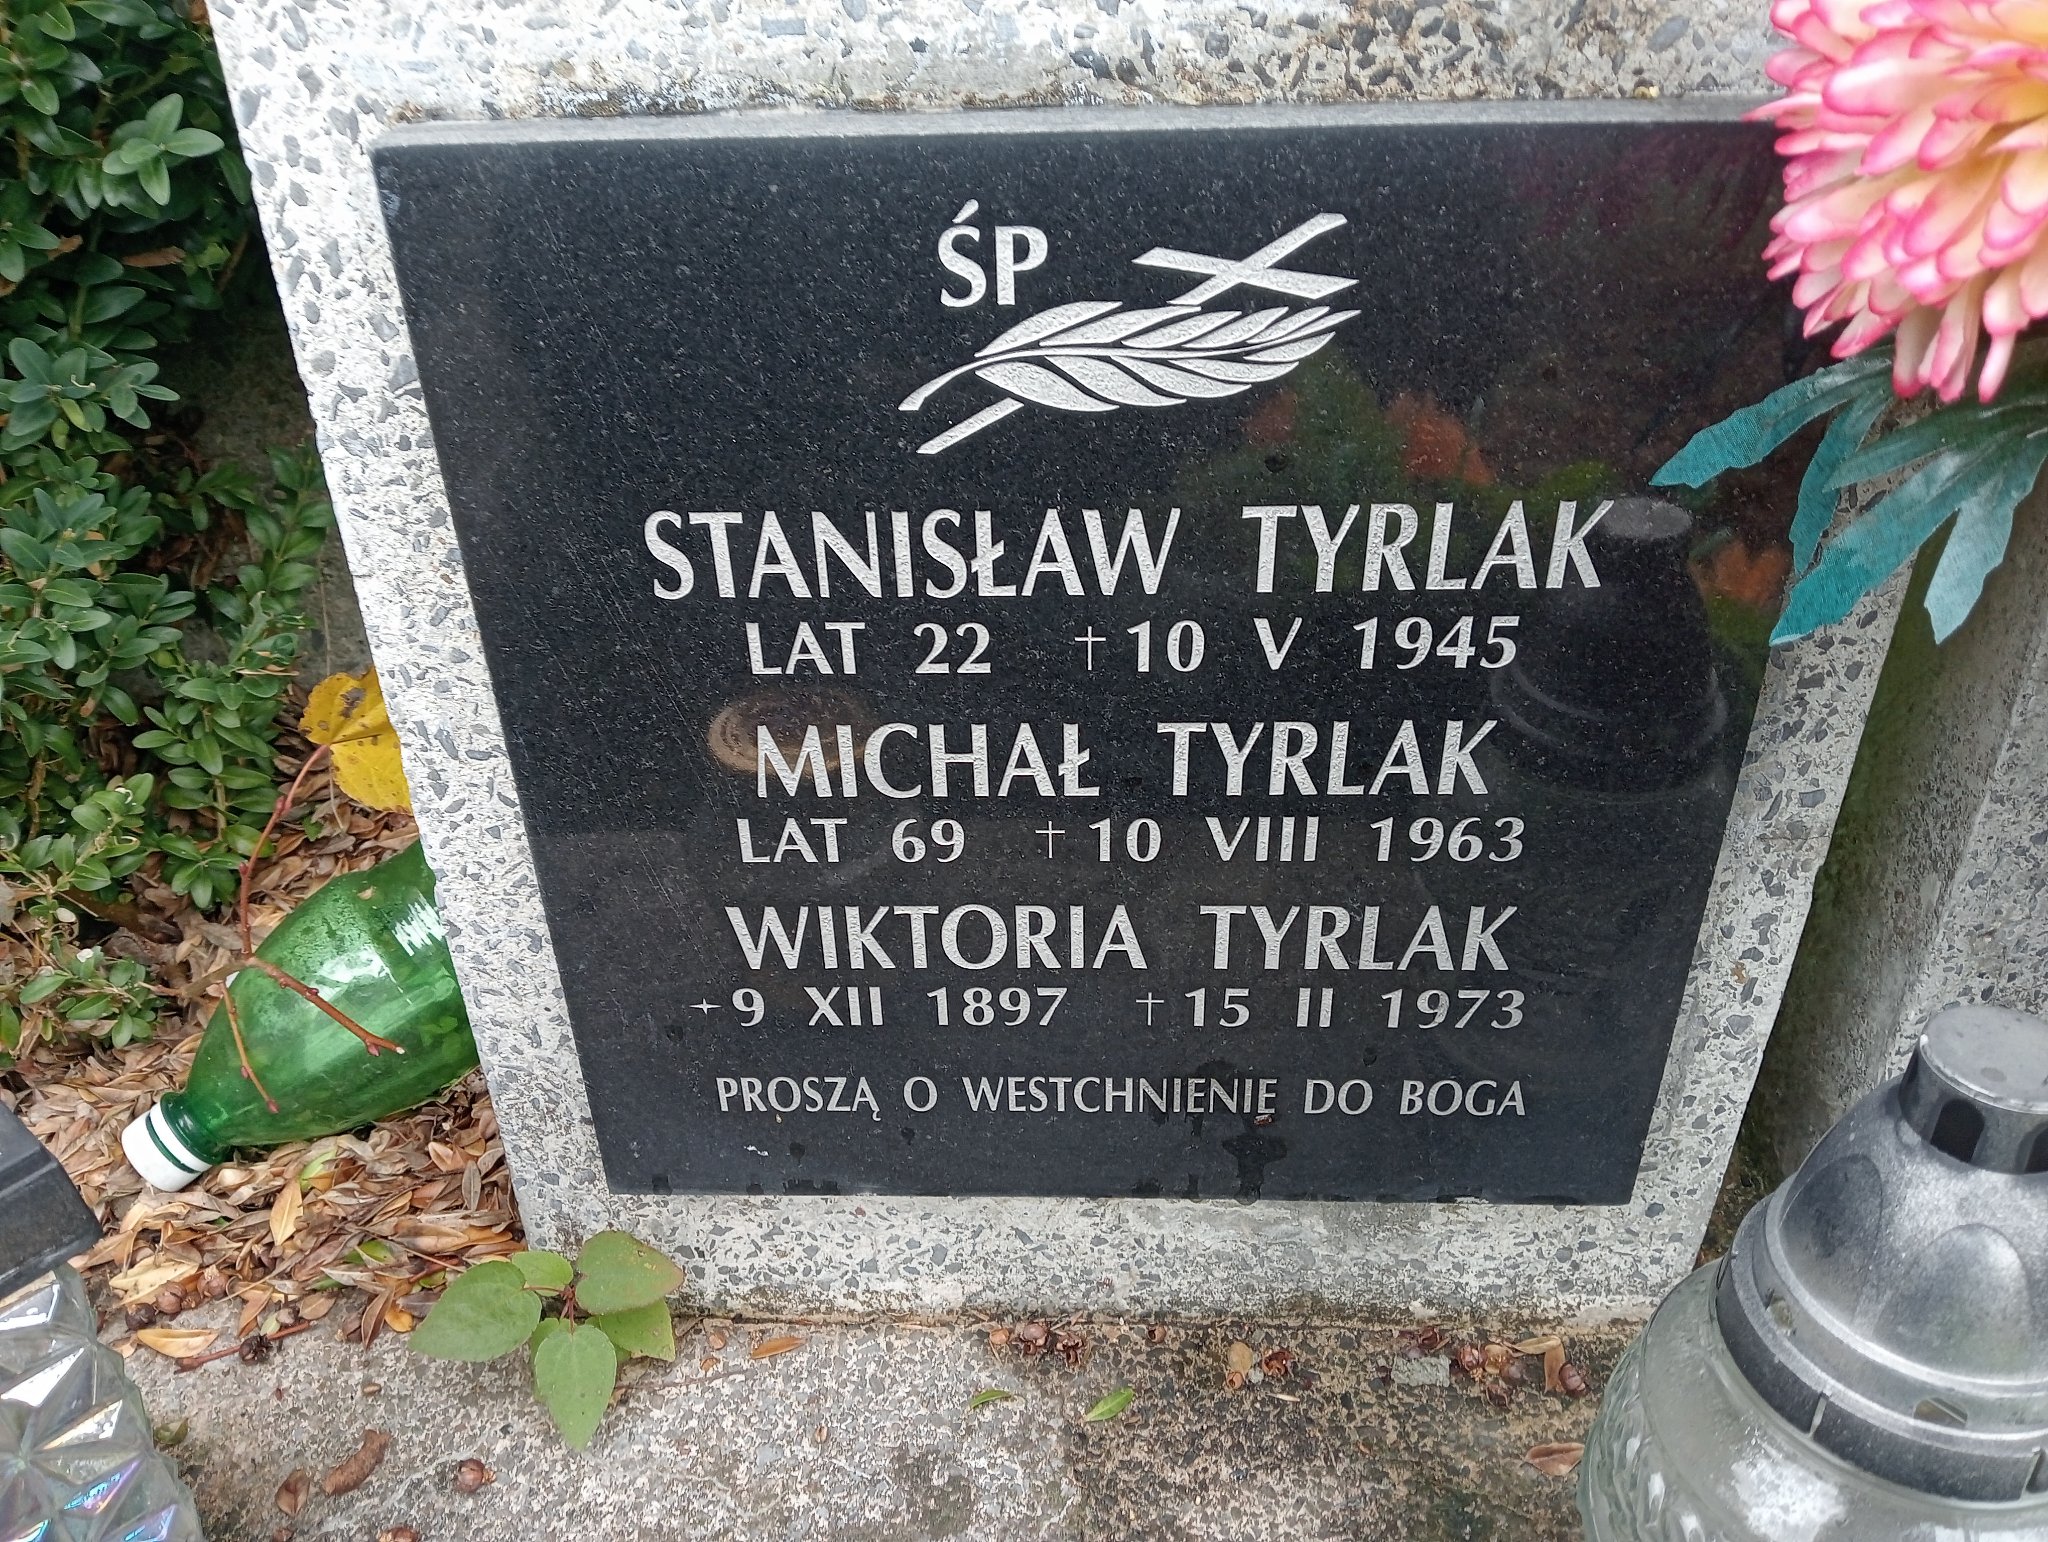 ŚP
STANISŁAW TYRLAK
LAT 22 †10 V 1945
MICHAŁ TYRLAK
LAT 69 †10 VIII 1963
WIKTORIA TYRLAK
+9 XII 1897 †15 II 1973
PROSZĄ O WESTCHNIENIE DO BOGA